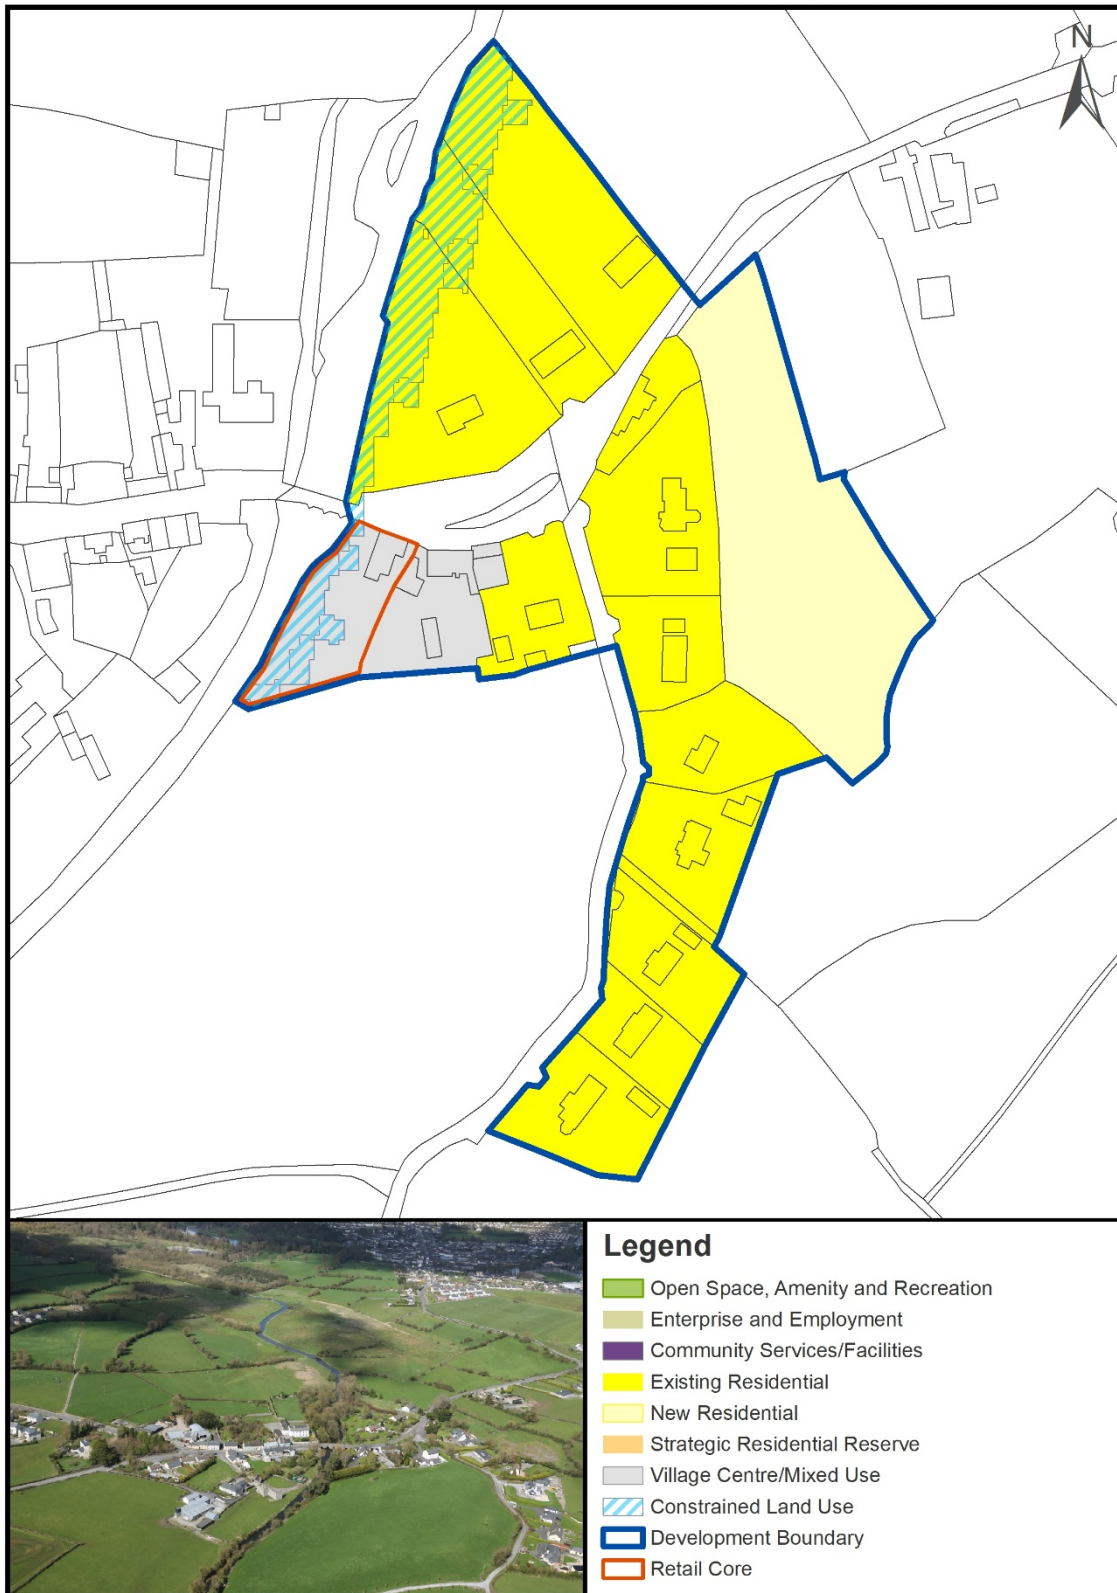 N
Legend
Open Space, Amenity and Recreation
Enterprise and Employment
Community Services/Facilities
Existing Residential
New Residential
Strategic Residential Reserve
Village Centre/Mixed Use
Constrained Land Use
Development Boundary
Retail Core